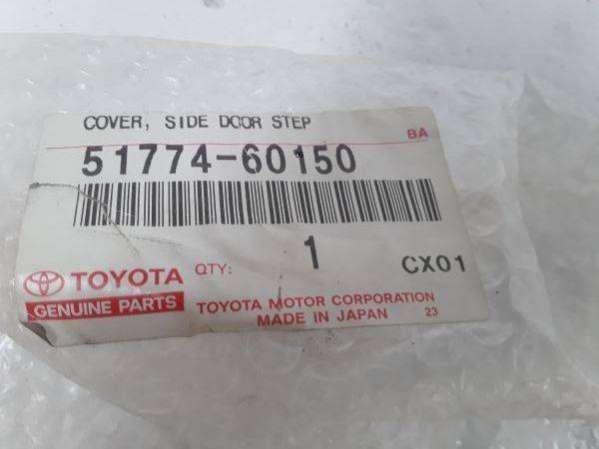 COVER, SIDE DOOR STEP
BA
51774-60150
TOYOTA QTY: 1 CX01
GENUINE PARTS
TOYOTA MOTOR CORPORATION
MADE IN JAPAN 23